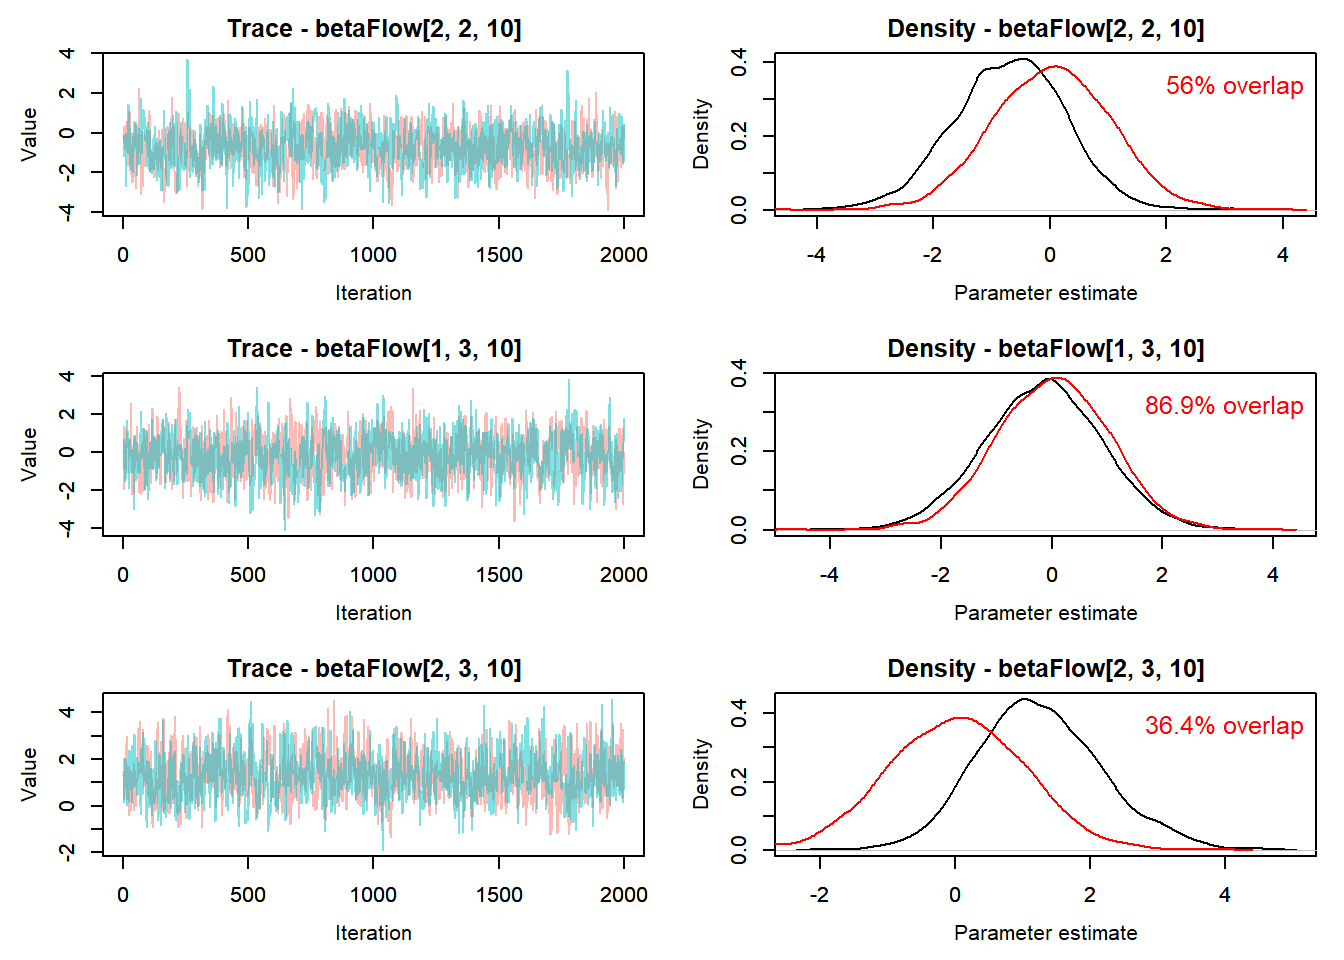 Trace - betaFlow[2, 2, 10]
Value
4
2
0
-2
-4
0 500 1000 1500 2000
Iteration
Density - betaFlow[2, 2, 10]
Density
0.4
0.2
0.0
56% overlap
-4 -2 0 2 4
Parameter estimate
Trace - betaFlow[1, 3, 10]
Value
4
2
0
-2
-4
0 500 1000 1500 2000
Iteration
Density - betaFlow[1, 3, 10]
Density
0.4
0.2
0.0
86.9% overlap
-4 -2 0 2 4
Parameter estimate
Trace - betaFlow[2, 3, 10]
Value
4
2
0
-2
0 500 1000 1500 2000
Iteration
Density - betaFlow[2, 3, 10]
Density
0.4
0.2
0.0
36.4% overlap
-2 0 2 4
Parameter estimate